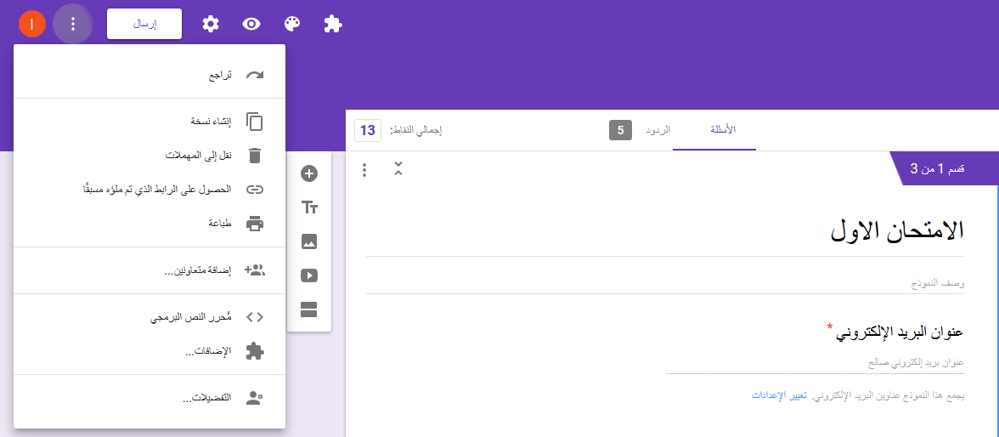 إرسال
I
تراجع
إنشاء نسخة
نقل إلى المهملات
الحصول على الرابط الذي تم ملؤه مسبقًا
طباعة
إضافة متعاونين...
مُحرر النص البرمجي
الإضافات...
التفضيلات...
الأسئلة
الردود 5
إجمالي النقاط: 13
قسم 1 من 3
الامتحان الاول
وصف النموذج
عنوان البريد الإلكتروني *
عنوان بريد إلكتروني صالح
يجمع هذا النموذج عناوين البريد الإلكتروني. تغيير الإعدادات